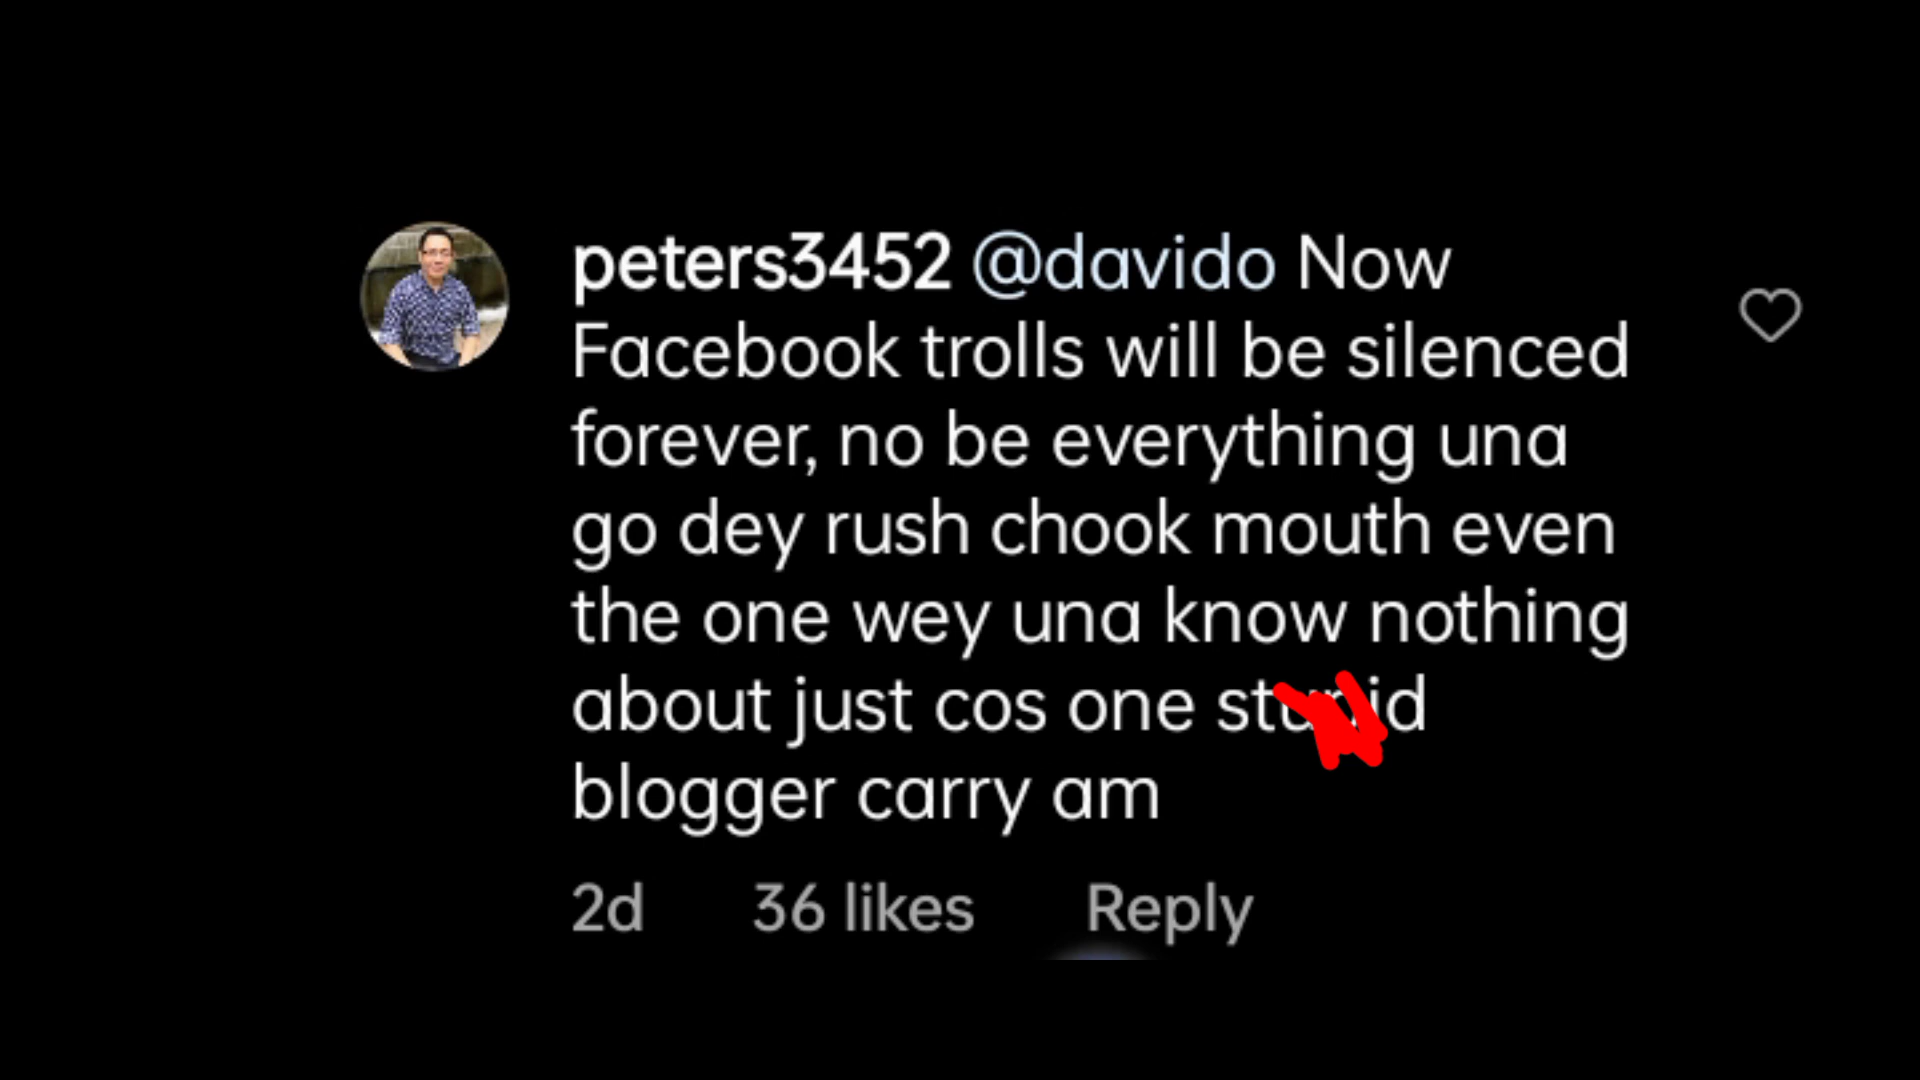 peters3452 @davido Now
Facebook trolls will be silenced
forever, no be everything una
go dey rush chook mouth even
the one wey una know nothing
about just cos one stupid
blogger carry am
2d 36 likes Reply